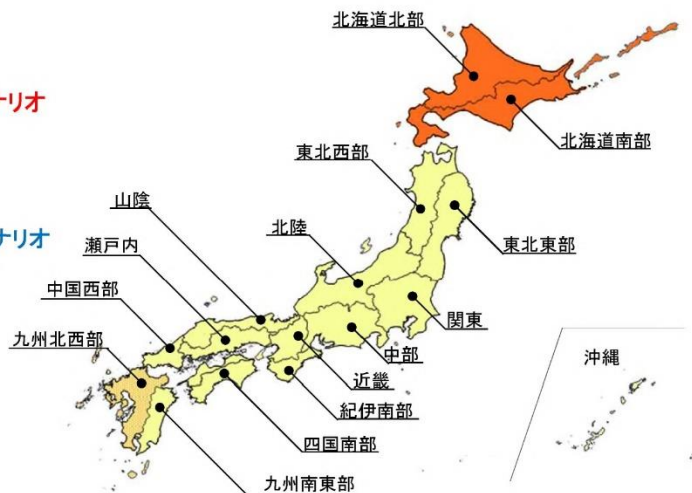 北海道北部
ナリオ
北海道南部
東北西部
山陰
ナリオ
東北東部
瀬戸内
北陸
中国西部
関東
九州北西部
中部
沖縄
近畿
紀伊南部
四国南部
九州南東部